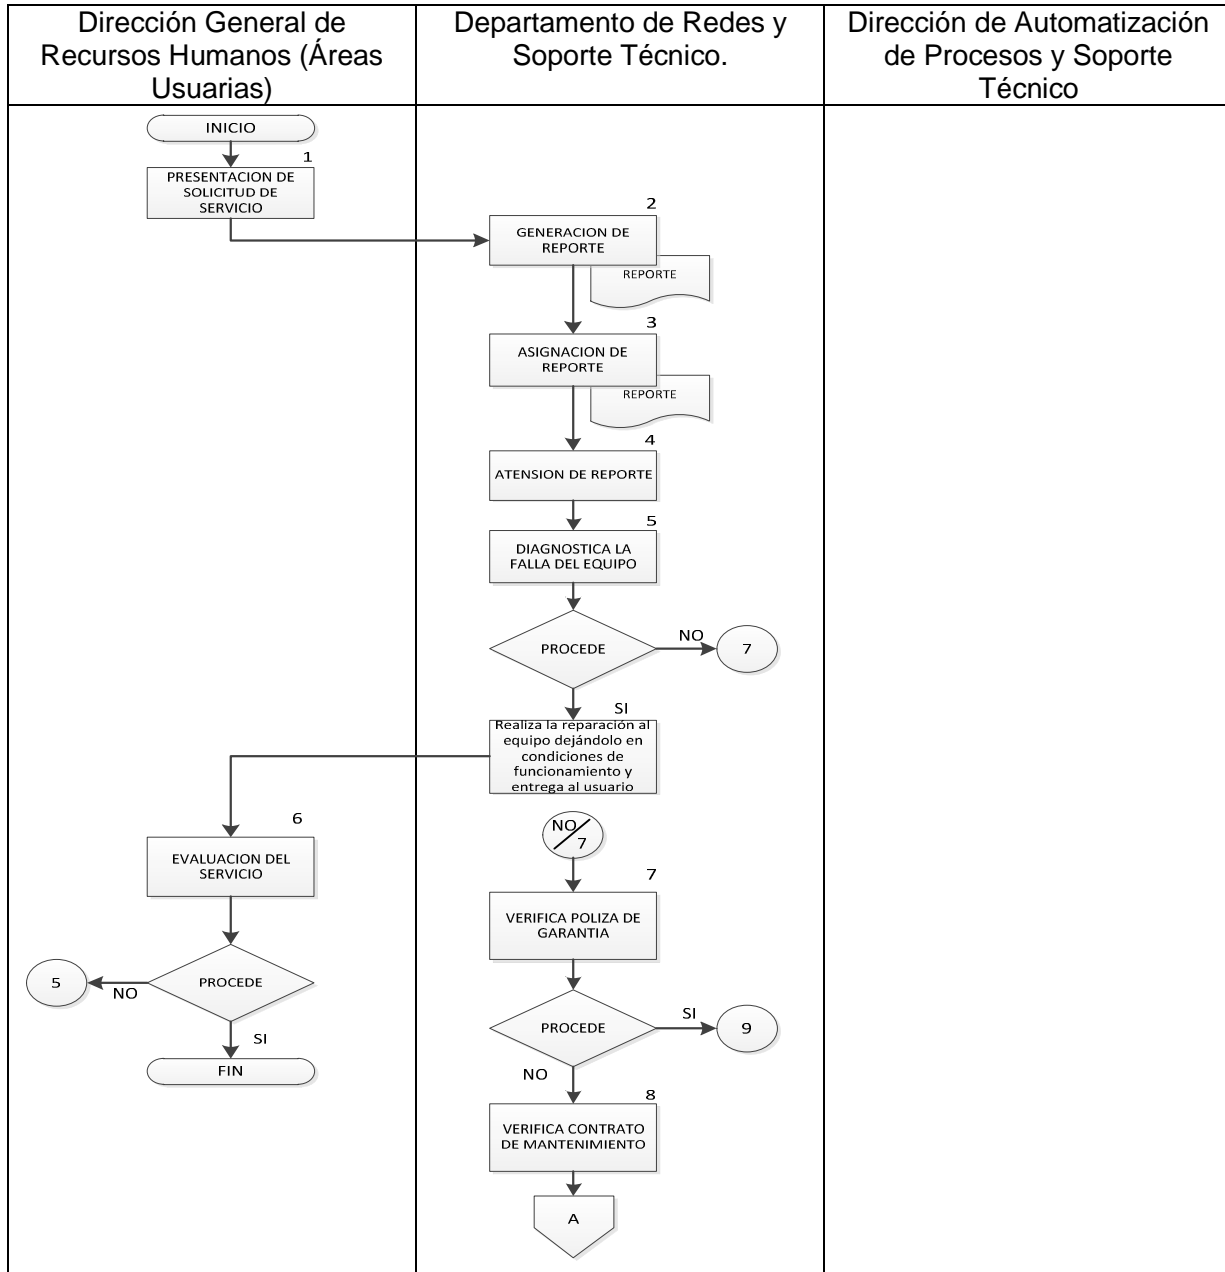 Dirección General de
Recursos Humanos (Áreas
Usuarias)
Departamento de Redes y
Soporte Técnico.
Dirección de Automatización
de Procesos y Soporte
Técnico
INICIO
1
PRESENTACION DE
SOLICITUD DE
SERVICIO
2
GENERACION DE
REPORTE
REPORTE
3
ASIGNACION DE
REPORTE
REPORTE
4
ATENSION DE REPORTE
5
DIAGNOSTICA LA
FALLA DEL EQUIPO
PROCEDE
NO
7
SI
Realiza la reparación al
equipo dejándolo en
condiciones de
funcionamiento y
entrega al usuario
6
EVALUACION DEL
SERVICIO
PROCEDE
NO
5
SI
FIN
NO
7
7
VERIFICA POLIZA DE
GARANTIA
PROCEDE
SI
9
NO
8
VERIFICA CONTRATO
DE MANTENIMIENTO
A